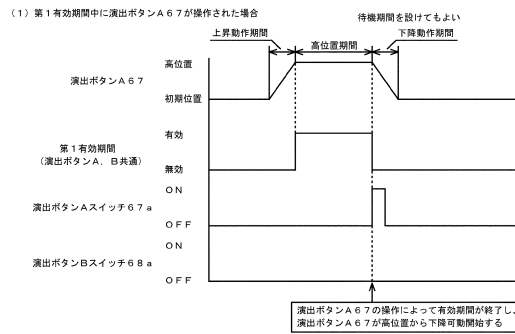 （１）第１有効期間中に演出ボタンＡ６７が操作された場合
待機期間を設けてもよい
上昇動作期間
高位置期間
下降動作期間
高位置
演出ボタンＡ６７
初期位置
有効
第１有効期間
（演出ボタンＡ，Ｂ共通）
無効
ＯＮ
演出ボタンＡスイッチ６７ａ
ＯＦＦ
ＯＮ
演出ボタンＢスイッチ６８ａ
ＯＦＦ
演出ボタンＡ６７の操作によって有効期間が終了し、
演出ボタンＡ６７が高位置から下降可動開始する